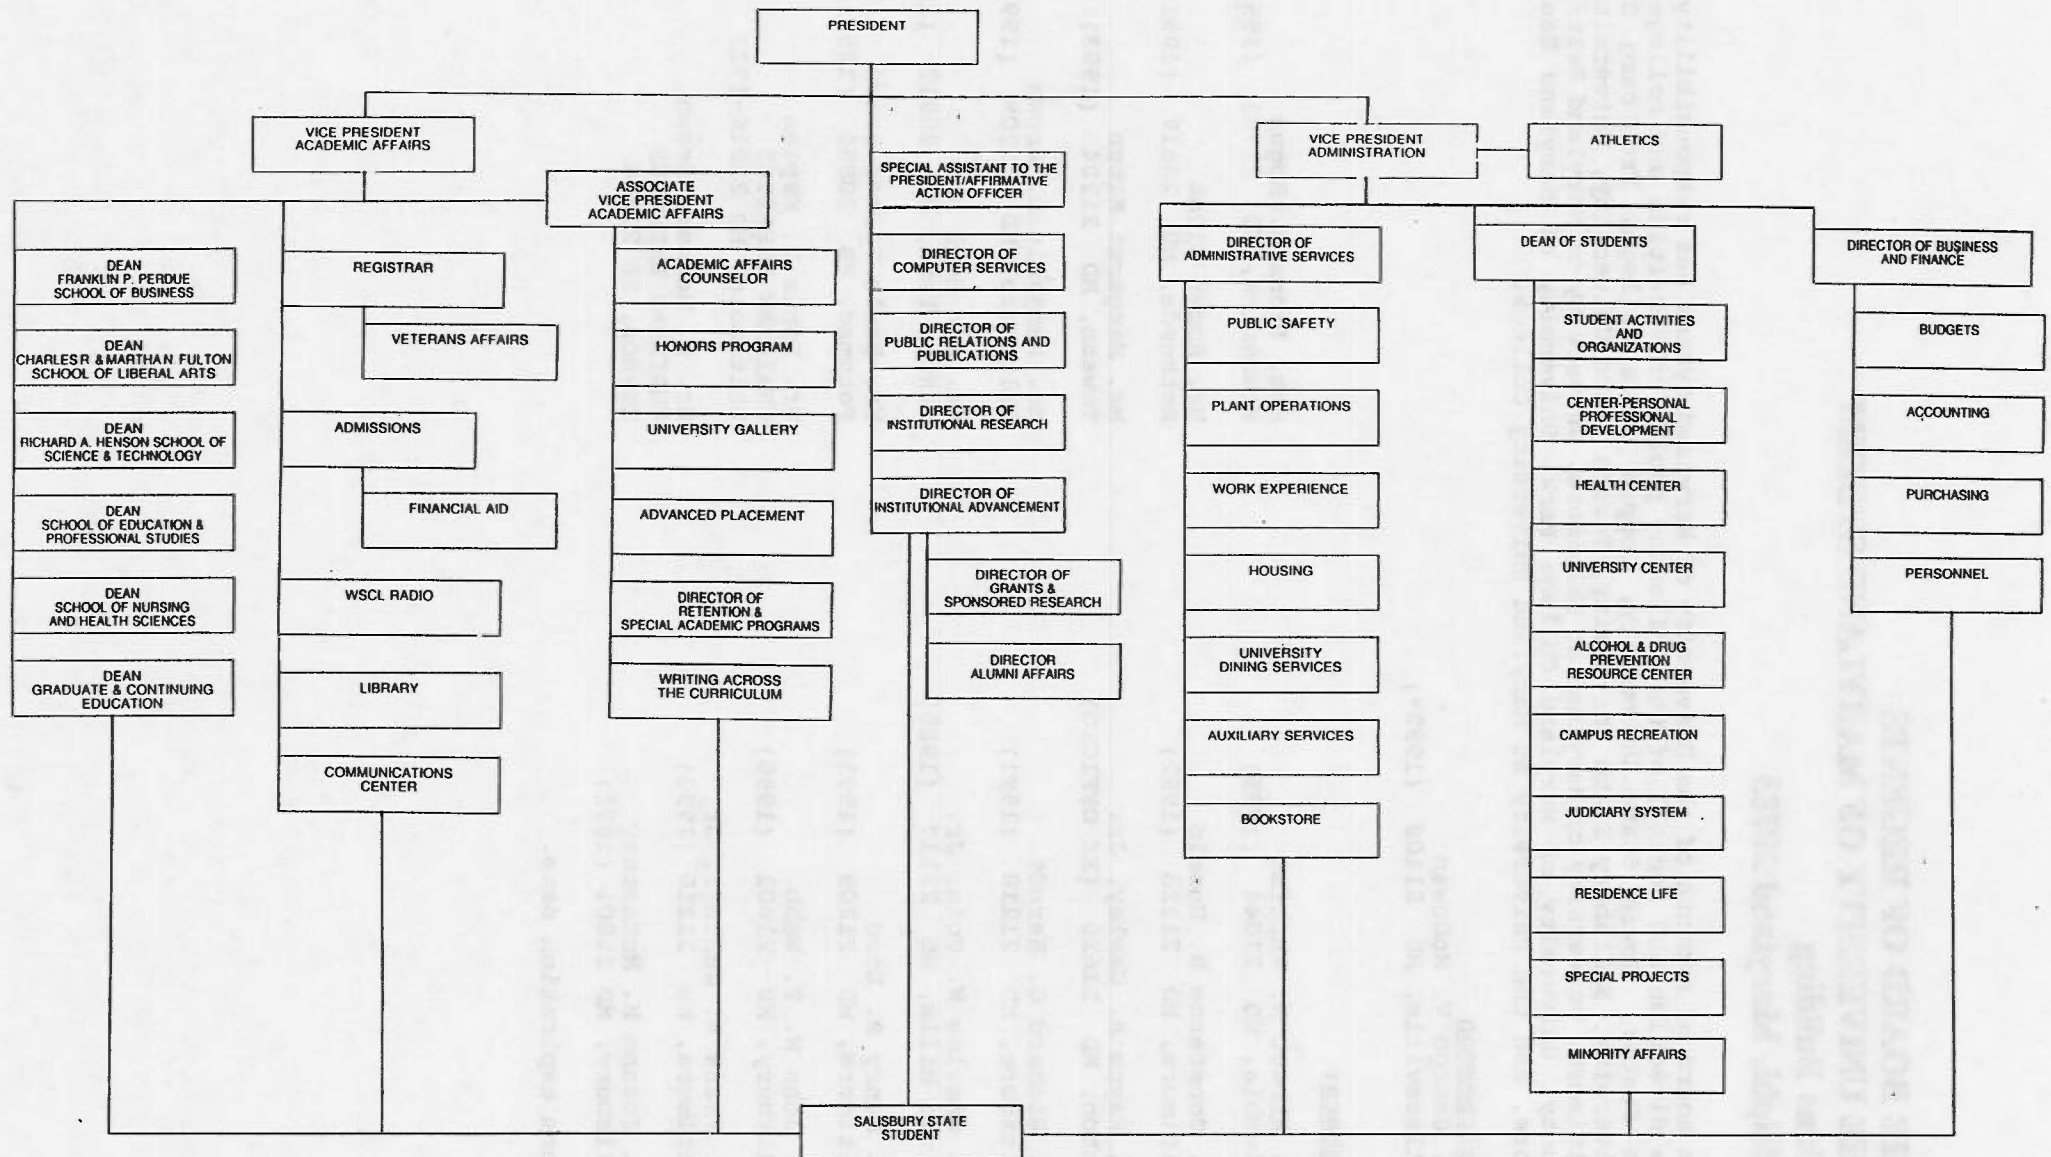 PRESIDENT
VICE PRESIDENT
ACADEMIC AFFAIRS
VICE PRESIDENT
ADMINISTRATION
ATHLETICS
ASSOCIATE
VICE PRESIDENT
ACADEMIC AFFAIRS
SPECIAL ASSISTANT TO THE
PRESIDENT/AFFIRMATIVE
ACTION OFFICER
DEAN
FRANKLIN P. PERDUE
SCHOOL OF BUSINESS
DEAN
CHARLES R & MARTHA N FULTON
SCHOOL OF LIBERAL ARTS
DEAN
RICHARD A. HENSON SCHOOL OF
SCIENCE & TECHNOLOGY
DEAN
SCHOOL OF EDUCATION &
PROFESSIONAL STUDIES
DEAN
SCHOOL OF NURSING
AND HEALTH SCIENCES
DEAN
GRADUATE & CONTINUING
EDUCATION
REGISTRAR
VETERANS AFFAIRS
ADMISSIONS
FINANCIAL AID
WSCL RADIO
LIBRARY
COMMUNICATIONS
CENTER
ACADEMIC AFFAIRS
COUNSELOR
HONORS PROGRAM
UNIVERSITY GALLERY
ADVANCED PLACEMENT
DIRECTOR OF
RETENTION &
SPECIAL ACADEMIC PROGRAMS
WRITING ACROSS
THE CURRICULUM
DIRECTOR OF
COMPUTER SERVICES
DIRECTOR OF
PUBLIC RELATIONS AND
PUBLICATIONS
DIRECTOR OF
INSTITUTIONAL RESEARCH
DIRECTOR OF
INSTITUTIONAL ADVANCEMENT
DIRECTOR OF
GRANTS &
SPONSORED RESEARCH
DIRECTOR
ALUMNI AFFAIRS
DIRECTOR OF
ADMINISTRATIVE SERVICES
PUBLIC SAFETY
PLANT OPERATIONS
WORK EXPERIENCE
HOUSING
UNIVERSITY
DINING SERVICES
AUXILIARY SERVICES
BOOKSTORE
DEAN OF STUDENTS
STUDENT ACTIVITIES
AND
ORGANIZATIONS
CENTER-PERSONAL
PROFESSIONAL
DEVELOPMENT
HEALTH CENTER
UNIVERSITY CENTER
ALCOHOL & DRUG
PREVENTION
RESOURCE CENTER
CAMPUS RECREATION
JUDICIARY SYSTEM
RESIDENCE LIFE
SPECIAL PROJECTS
MINORITY AFFAIRS
DIRECTOR OF BUSINESS
AND FINANCE
BUDGETS
ACCOUNTING
PURCHASING
PERSONNEL
SALISBURY STATE
STUDENT